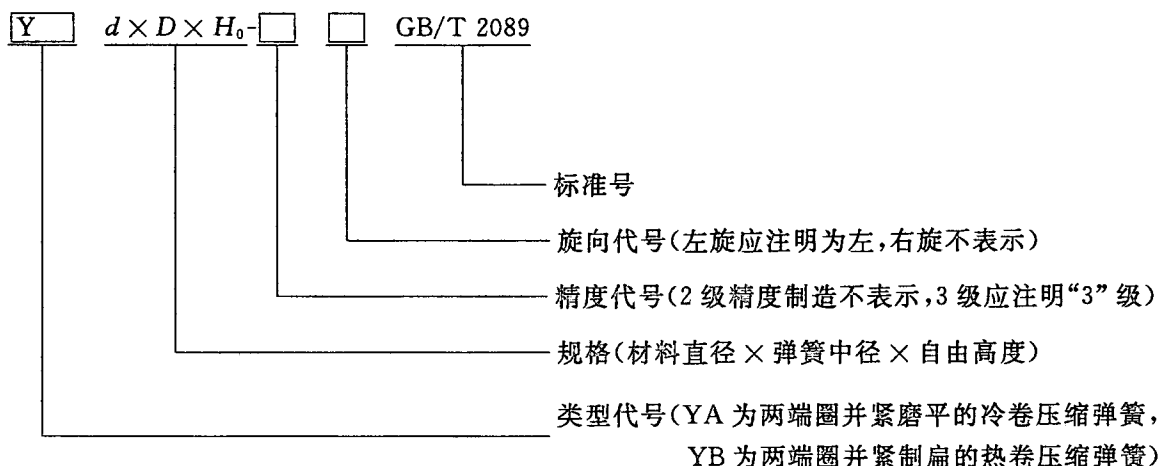 Y d×D×H₀- GB/T 2089
标准号
旋向代号(左旋应注明为左,右旋不表示)
精度代号(2级精度制造不表示,3级应注明“3”级)
规格(材料直径×弹簧中径×自由高度)
类型代号(YA为两端圈并紧磨平的冷卷压缩弹簧,
YB为两端圈并紧制扁的热卷压缩弹簧)